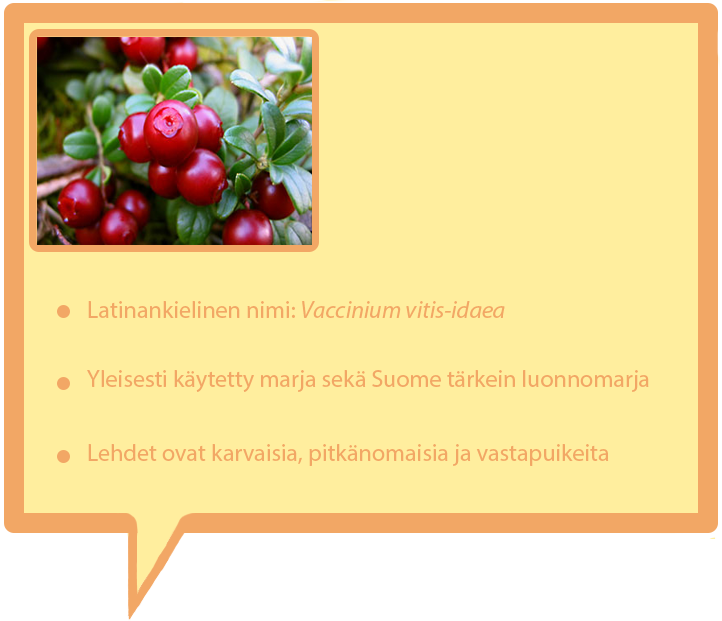 Latinankielinen nimi: Vaccinium vitis-idaea
Yleisesti käytetty marja sekä Suome tärkein luonnomarja
Lehdet ovat karvaisia, pitkänomaisia ja vastapuikeita